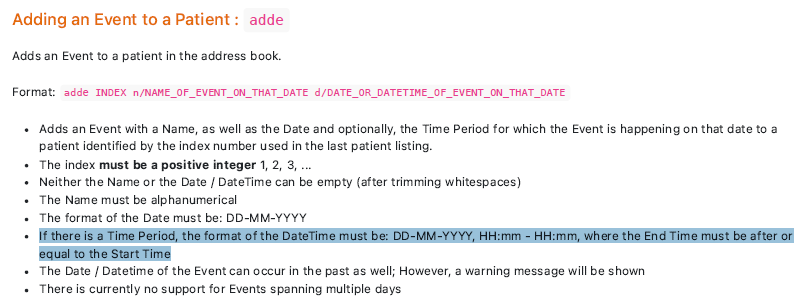 Adding an Event to a Patient : adde
Adds an Event to a patient in the address book.
Format: adde INDEX n/NAME_OF_EVENT_ON_THAT_DATE d/DATE_OR_DATETIME_OF_EVENT_ON_THAT_DATE
• Adds an Event with a Name, as well as the Date and optionally, the Time Period for which the Event is happening on that date to a
patient identified by the index number used in the last patient listing.
• The index must be a positive integer 1, 2, 3, ...
• Neither the Name or the Date / DateTime can be empty (after trimming whitespaces)
• The Name must be alphanumerical
• The format of the Date must be: DD-MM-YYYY
• If there is a Time Period, the format of the DateTime must be: DD-MM-YYYY, HH:mm - HH:mm, where the End Time must be after or
equal to the Start Time
• The Date / Datetime of the Event can occur in the past as well; However, a warning message will be shown
• There is currently no support for Events spanning multiple days